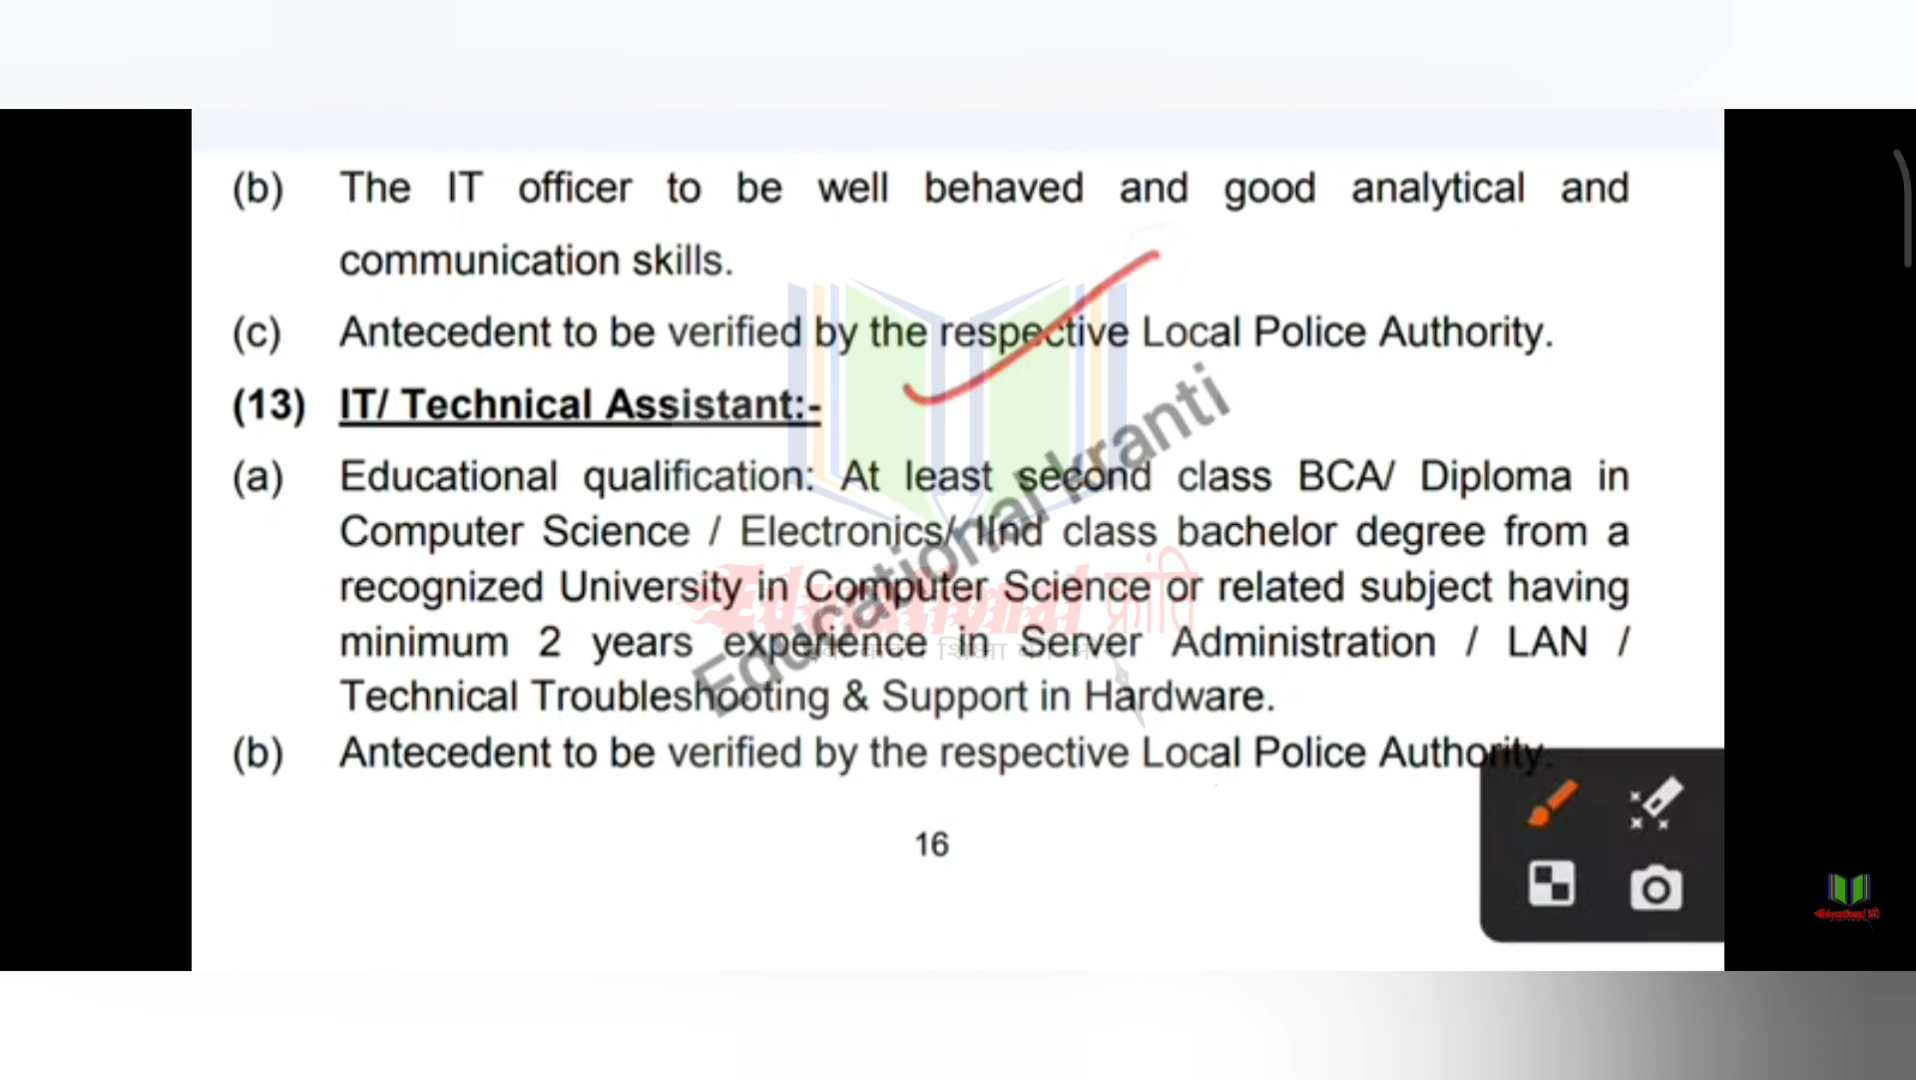 (b) The IT officer to be well behaved and good analytical and
communication skills.
(c) Antecedent to be verified by the respective Local Police Authority.
(13) IT/ Technical Assistant:-
(a) Educational qualification: At least second class BCA/ Diploma in
Computer Science / Electronics/ IInd class bachelor degree from a
recognized University in Computer Science or related subject having
minimum 2 years experience in Server Administration / LAN /
Technical Troubleshooting & Support in Hardware.
(b) Antecedent to be verified by the respective Local Police Authority.
16
Educational kranti
Educational क्रांति
Educational क्रांति